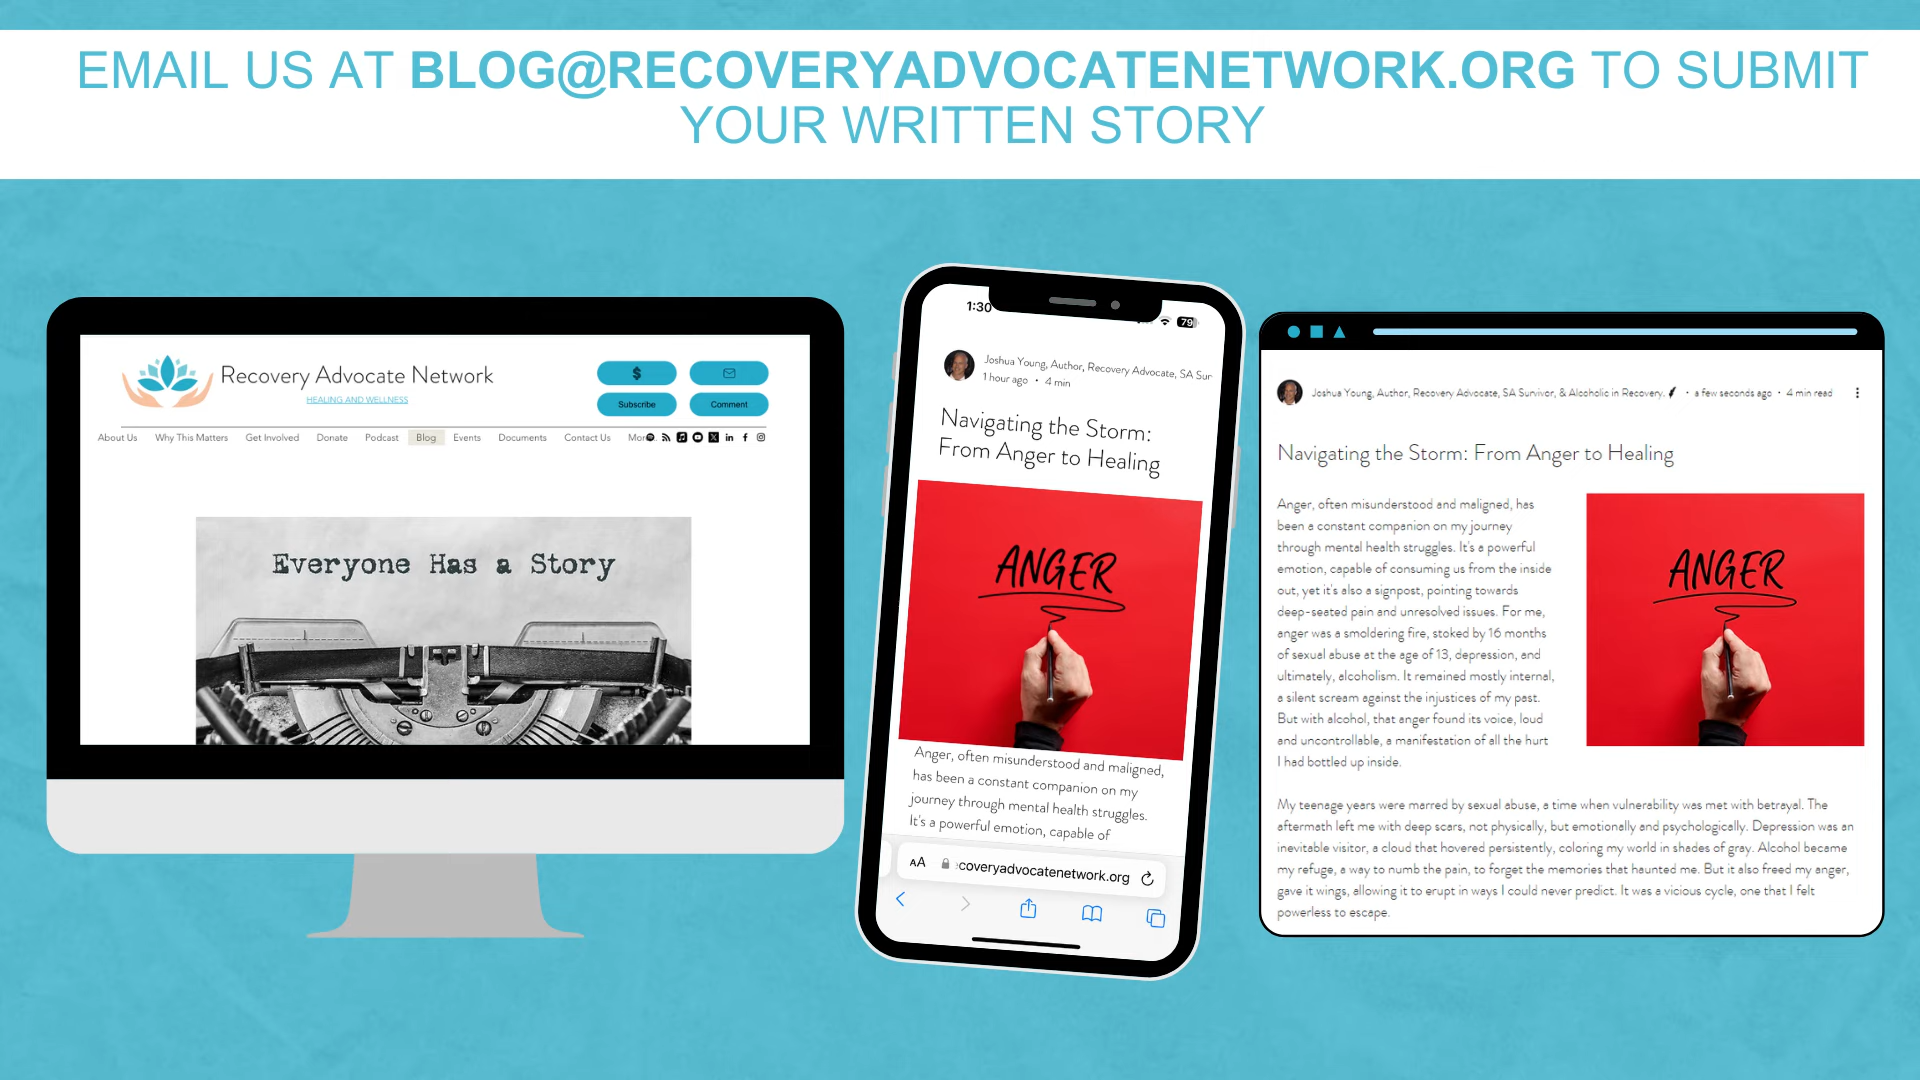 EMAIL US AT BLOG@RECOVERYADVOCATENETWORK.ORG TO SUBMIT
YOUR WRITTEN STORY
Recovery Advocate Network
HEALING AND WELLNESS
$
Subscribe
Comment
About Us
Why This Matters
Get Involved
Donate
Podcast
Blog
Events
Documents
Contact Us
Everyone Has a Story
1:30
79
Joshua Young, Author, Recovery Advocate, SA Sur
1 hour ago • 4 min
Navigating the Storm:
From Anger to Healing
ANGER
Anger, often misunderstood and maligned,
has been a constant companion on my
journey through mental health struggles.
It's a powerful emotion, capable of
AA
coveryadvocatenetwork.org
Joshua Young, Author, Recovery Advocate, SA Survivor, & Alcoholic in Recovery. • a few seconds ago • 4 min read
Navigating the Storm: From Anger to Healing
Anger, often misunderstood and maligned, has
been a constant companion on my journey
through mental health struggles. It's a powerful
emotion, capable of consuming us from the inside
out, yet it's also a signpost, pointing towards
deep-seated pain and unresolved issues. For me,
anger was a smoldering fire, stoked by 16 months
of sexual abuse at the age of 13, depression, and
ultimately, alcoholism. It remained mostly internal,
a silent scream against the injustices of my past.
But with alcohol, that anger found its voice, loud
and uncontrollable, a manifestation of all the hurt
I had bottled up inside.
ANGER
My teenage years were marred by sexual abuse, a time when vulnerability was met with betrayal. The
aftermath left me with deep scars, not physically, but emotionally and psychologically. Depression was an
inevitable visitor, a cloud that hovered persistently, coloring my world in shades of gray. Alcohol became
my refuge, a way to numb the pain, to forget the memories that haunted me. But it also freed my anger,
gave it wings, allowing it to erupt in ways I could never predict. It was a vicious cycle, one that I felt
powerless to escape.